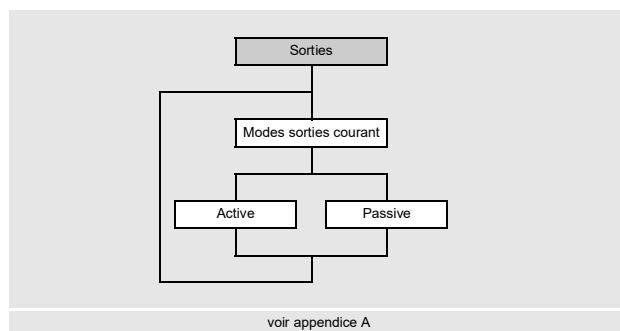 Sorties
Modes sorties courant
Active
Passive
voir appendice A